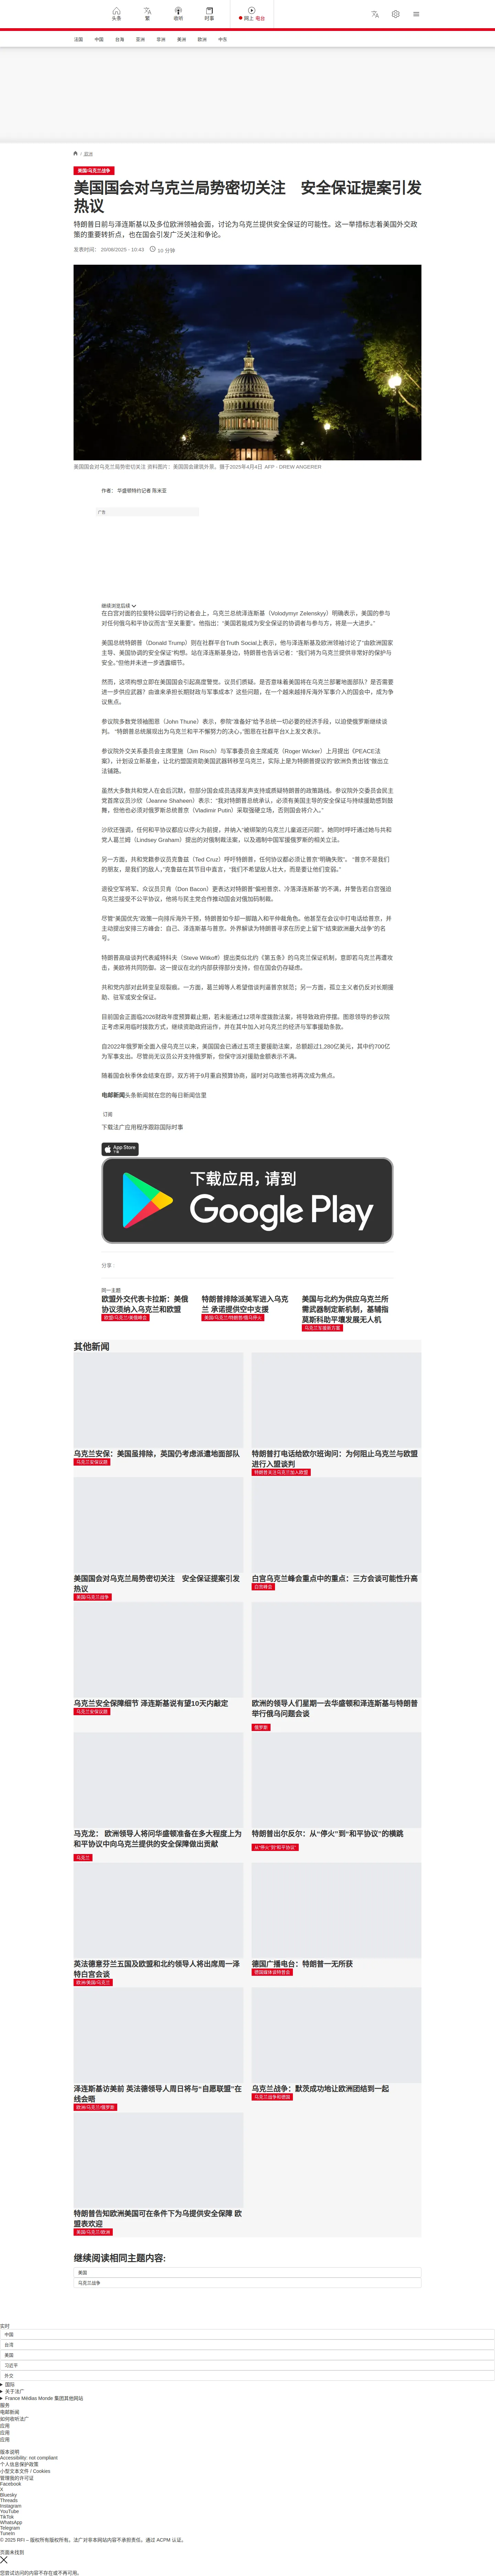 头条
繁
收听
时事
网上 电台
法国
中国
台海
亚洲
非洲
美洲
欧洲
中东
/ 国际
美国/乌克兰战争
美国国会对乌克兰局势密切关注　安全保证提案引发
热议
特朗普日前与泽连斯基以及多位欧洲领袖会面，讨论为乌克兰提供安全保证的可能性。这一举措标志着美国外交政
策的重要转折点，也在国会引发广泛关注和争论。
发表时间： 20/08/2025 - 10:43 10 分钟
美国国会对乌克兰局势密切关注 资料图片：美国国会建筑外景。摄于2025年4月4日 AFP - DREW ANGERER
作者： 华盛顿特约记者 陈米亚
广告
继续浏览后续
在白宫对面的拉斐特公园举行的记者会上，乌克兰总统泽连斯基（Volodymyr Zelenskyy）明确表示，美国的参与
对任何俄乌和平协议而言“至关重要”。他指出：“美国若能成为安全保证的协调者与参与方，将是一大进步。”
美国总统特朗普（Donald Trump）则在社群平台Truth Social上表示，他与泽连斯基及欧洲领袖讨论了“由欧洲国家
主导、美国协调的安全保证”构想。站在泽连斯基身边，特朗普也告诉记者：“我们将为乌克兰提供非常好的保护与
安全。”但他并未进一步透露细节。
然而，这项构想立即在美国国会引起高度警觉。议员们质疑，是否意味着美国将在乌克兰部署地面部队？是否需要
进一步供应武器？由谁来承担长期财政与军事成本？这些问题，在一个越来越排斥海外军事介入的国会中，成为争
议焦点。
参议院多数党领袖图恩（John Thune）表示，参院“准备好”给予总统一切必要的经济手段，以迫使俄罗斯继续谈
判。 “特朗普总统展现出为乌克兰和平不懈努力的决心，”图恩在社群平台X上发文表示。
参议院外交关系委员会主席里施（Jim Risch）与军事委员会主席威克（Roger Wicker）上月提出《PEACE法
案》，计划设立新基金，让北约盟国资助美国武器转移至乌克兰，实际上是为特朗普提议的“欧洲负责出钱”做出立
法铺路。
虽然大多数共和党人在会后沉默，但部分国会成员选择发声支持或质疑特朗普的政策路线。参议院外交委员会民主
党首席议员沙欣（Jeanne Shaheen）表示：“我对特朗普总统承认，必须有美国主导的安全保证与持续援助感到鼓
舞，但他也必须对俄罗斯总统普京（Vladimir Putin）采取强硬立场，否则国会将介入。”
沙欣还强调，任何和平协议都应以停火为前提，并纳入“被绑架的乌克兰儿童返还问题”。她同时呼吁通过她与共和
党人葛兰姆（Lindsey Graham）提出的对俄制裁法案，以及遏制中国军援俄罗斯的相关立法。
另一方面，共和党籍参议员克鲁兹（Ted Cruz）呼吁特朗普，任何协议都必须让普京“明确失败”。 “普京不是我们
的朋友，是我们的敌人，”克鲁兹在其节目中直言，“我们不希望放人壮大，而是要让他们变弱。”
退役空军将军、众议员贝肯（Don Bacon）更表达对特朗普“偏袒普京、冷落泽连斯基”的不满，并警告若白宫强迫
乌克兰接受不公平协议，他将与民主党合作推动国会对俄加码制裁。
尽管“美国优先”政策一向排斥海外干预，特朗普如今却一脚踏入和平仲裁角色。他甚至在会议中打电话给普京，并
主动提出安排三方峰会：自己、泽连斯基与普京。外界解读为特朗普寻求在历史上留下“结束欧洲最大战争”的名
号。
特朗普高级谈判代表威特科夫（Steve Witkoff）提出类似北约《第五条》的乌克兰保证机制，意即若乌克兰再遭攻
击，美欧将共同防御。这一提议在北约内部获得部分支持，但在国会仍存疑虑。
共和党内部对此转变呈现裂痕。一方面，葛兰姆等人希望借谈判逼普京就范；另一方面，孤立主义者仍反对长期援
助、驻军或安全保证。
目前国会正面临2026财政年度预算截止期，若未能通过12项年度拨款法案，将导致政府停摆。图恩领导的参议院
正考虑采用临时拨款方式，继续资助政府运作，并在其中加入对乌克兰的经济与军事援助条款。
自2022年俄罗斯全面入侵乌克兰以来，美国国会已通过五项主要援助法案，总额超过1,280亿美元，其中约700亿
为军事支出。尽管尚无议员公开支持俄罗斯，但保守派对援助金额表示不满。
随着国会秋季休会结束在即，双方将于9月重启预算协商，届时对乌政策也将再次成为焦点。
电邮新闻头条新闻就在您的每日新闻信里
订阅
下载法广应用程序跟踪国际时事
App Store
下载
下载应用，请到
Google Play
分享 :
同一主题
欧盟外交代表卡拉斯：美俄
协议须纳入乌克兰和欧盟
欧盟/乌克兰/美俄峰会
特朗普排除派美军进入乌克
兰 承诺提供空中支援
美国/乌克兰/特朗普/俄乌停火
美国与北约为供应乌克兰所
需武器制定新机制，基辅指
莫斯科助平壤发展无人机
乌克兰军援新方案
其他新闻
乌克兰安保：美国虽排除，英国仍考虑派遣地面部队
乌克兰安保议题
特朗普打电话给欧尔班询问：为何阻止乌克兰与欧盟
进行入盟谈判
特朗普关注乌克兰加入欧盟
美国国会对乌克兰局势密切关注　安全保证提案引发
热议
美国/乌克兰战争
白宫乌克兰峰会重点中的重点：三方会谈可能性升高
白宫峰会
乌克兰安全保障细节 泽连斯基说有望10天内敲定
乌克兰安保议题
欧洲的领导人们星期一去华盛顿和泽连斯基与特朗普
举行俄乌问题会谈
俄罗斯
马克龙： 欧洲领导人将问华盛顿准备在多大程度上为
和平协议中向乌克兰提供的安全保障做出贡献
乌克兰
特朗普出尔反尔：从“停火”到“和平协议”的横跳
从“停火”到“和平协议”
英法德意芬兰五国及欧盟和北约领导人将出席周一泽
特白宫会谈
欧洲/美国/乌克兰
德国广播电台：特朗普一无所获
德国媒体谈特普会
泽连斯基访美前 英法德领导人周日将与“自愿联盟”在
线会晤
欧洲/乌克兰/俄罗斯
乌克兰战争：默茨成功地让欧洲团结到一起
乌克兰战争和德国
特朗普告知欧洲美国可在条件下为乌提供安全保障 欧
盟表欢迎
美国/乌克兰/欧洲
继续阅读相同主题内容:
美国
乌克兰战争
实时
中国
台湾
美国
习近平
外交
国际
关于法广
France Médias Monde 集团其他网站
服务
电邮新闻
如何收听法广
应用
应用
应用
版本说明
Accessibility: not compliant
个人信息保护政策
小型文本文件 / Cookies
管理我的许可证
Facebook
X
Bluesky
Threads
Instagram
YouTube
TikTok
WhatsApp
Telegram
TuneIn
© 2025 RFI – 版权所有版权所有。法广对非本网站内容不承担责任。通过 ACPM 认证。
页面未找到
您尝试访问的内容不存在或不再可用。